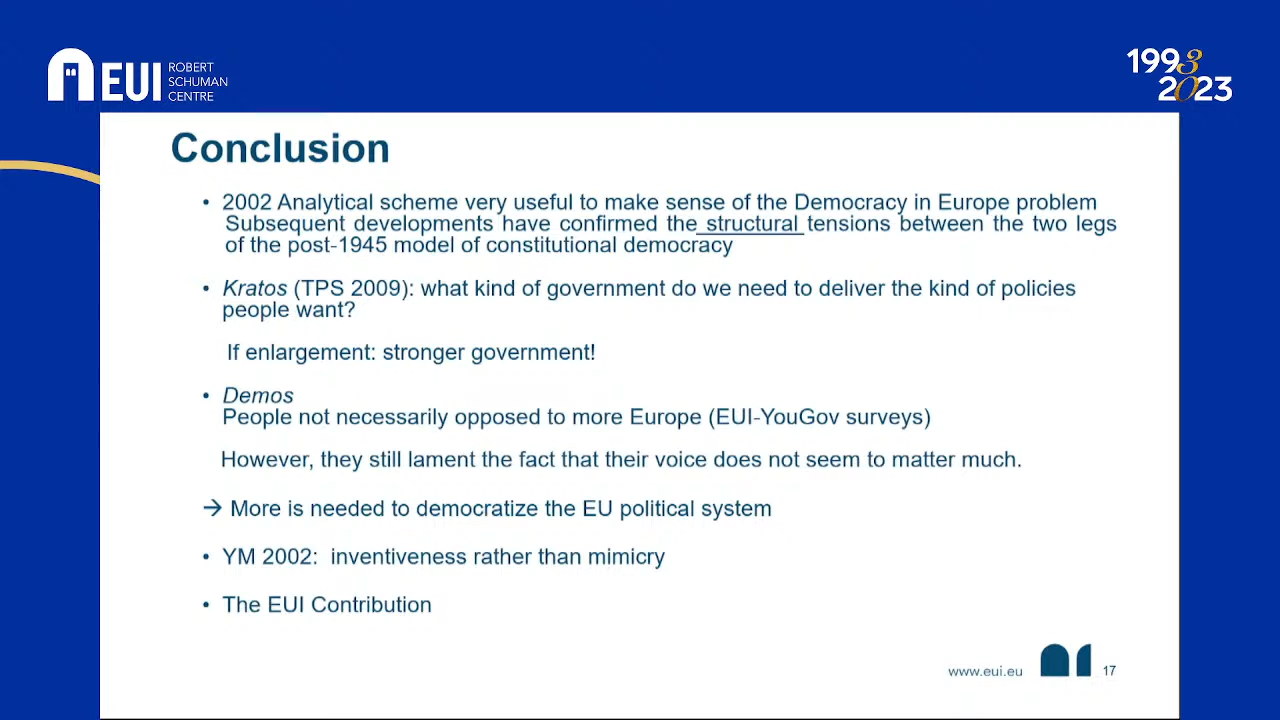 EUI
ROBERT
SCHUMAN
CENTRE
1993
2023
Conclusion
• 2002 Analytical scheme very useful to make sense of the Democracy in Europe problem
Subsequent developments have confirmed the structural tensions between the two legs
of the post-1945 model of constitutional democracy
• Kratos (TPS 2009): what kind of government do we need to deliver the kind of policies
people want?
If enlargement: stronger government!
• Demos
People not necessarily opposed to more Europe (EUI-YouGov surveys)
However, they still lament the fact that their voice does not seem to matter much.
→ More is needed to democratize the EU political system
• YM 2002: inventiveness rather than mimicry
• The EUI Contribution
www.eui.eu
17